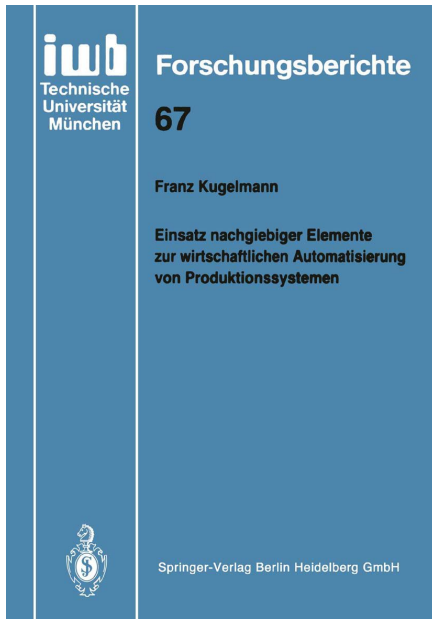 iwb
Technische
Universität
München
Forschungsberichte
67
Franz Kugelmann
Einsatz nachgiebiger Elemente
zur wirtschaftlichen Automatisierung
von Produktionssystemen
Springer-Verlag Berlin Heidelberg GmbH